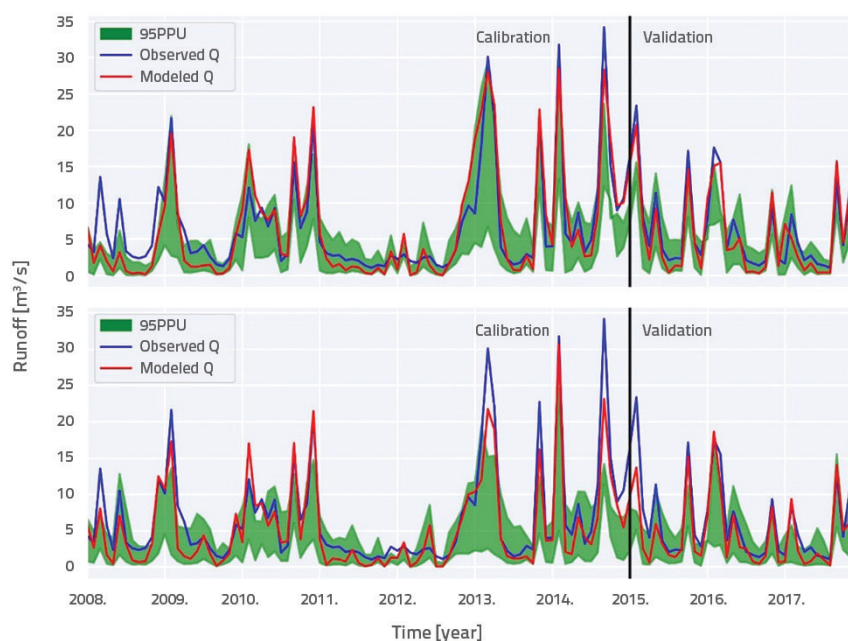 35
30
25
20
15
10
5
0
95PPU
Observed Q
Modeled Q
Calibration
Validation
35
30
25
20
15
10
5
0
95PPU
Observed Q
Modeled Q
Calibration
Validation
Runoff [m³/s]
2008. 2009. 2010. 2011. 2012. 2013. 2014. 2015. 2016. 2017.
Time [year]